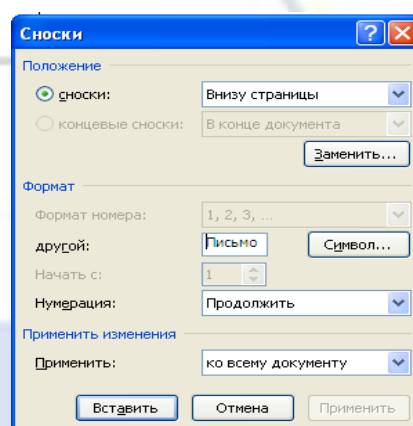 Сноски
Положение
сноски: Внизу страницы
концевые сноски: В конце документа
Заменить...
Формат
Формат номера: 1, 2, 3, ...
другой: Письмо Символ...
Начать с: 1
Нумерация: Продолжить
Применить изменения
Применить: ко всему документу
Вставить Отмена Применить